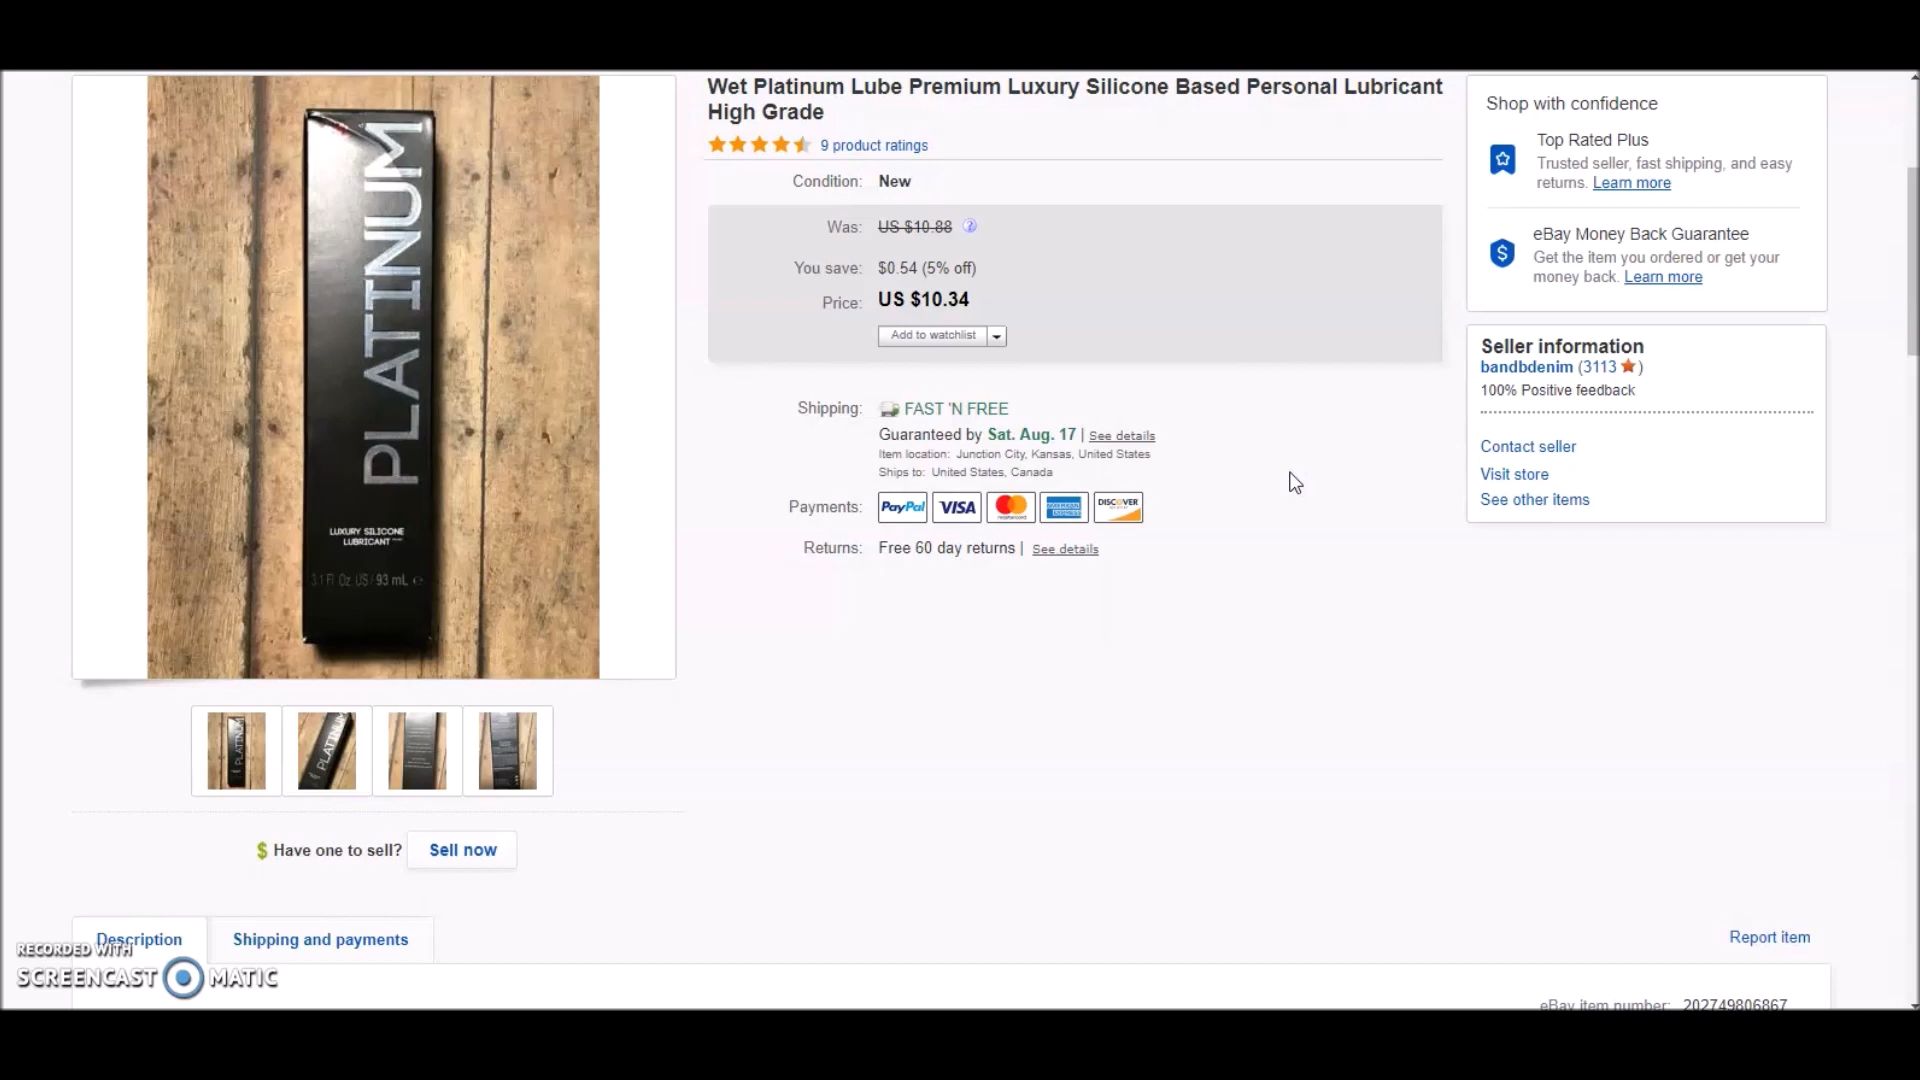 PLATINUM
LUXURY SILICONE
LUBRICANT
3.1 Fl Oz US / 93 mL ℮
Wet Platinum Lube Premium Luxury Silicone Based Personal Lubricant
High Grade
9 product ratings
Condition: New
Was: US $10.88
You save: $0.54 (5% off)
Price: US $10.34
Add to watchlist
Shipping: FAST 'N FREE
Guaranteed by Sat. Aug. 17 | See details
Item location: Junction City, Kansas, United States
Ships to: United States, Canada
Payments: PayPal VISA mastercard AMERICAN EXPRESS DISCOVER
Returns: Free 60 day returns | See details
Shop with confidence
Top Rated Plus
Trusted seller, fast shipping, and easy
returns. Learn more
eBay Money Back Guarantee
Get the item you ordered or get your
money back. Learn more
Seller information
bandbdenim (3113 )
100% Positive feedback
Contact seller
Visit store
See other items
PLATINUM
PLATINUM
$ Have one to sell? Sell now
Description
Shipping and payments
Report item
RECORDED WITH
SCREENCAST MATIC
eBay item number: 202749806867